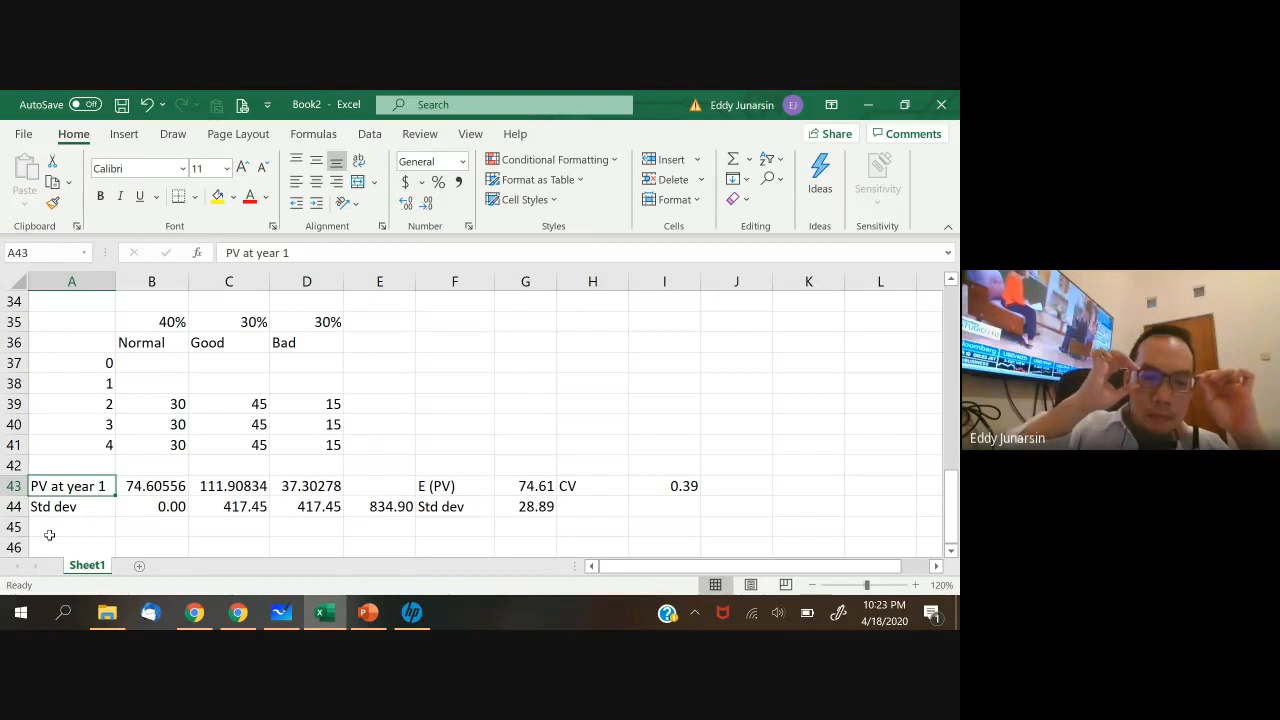 AutoSave Off Book2 - Excel Search Eddy Junarsin EJ
File Home Insert Draw Page Layout Formulas Data Review View Help Share Comments
Paste Calibri 11 B I U General $ % Conditional Formatting Format as Table Cell Styles Insert Delete Format Ideas Sensitivity
Clipboard Font Alignment Number Styles Cells Editing Ideas Sensitivity
A43 fx PV at year 1
A B C D E F G H I J K L
34
35 40% 30% 30%
36 Normal Good Bad
37 0
38 1
39 2 30 45 15
40 3 30 45 15
41 4 30 45 15
42
43 PV at year 1 74.60556 111.90834 37.30278 E (PV) 74.61 CV 0.39
44 Std dev 0.00 417.45 417.45 834.90 Std dev 28.89
45
46
Sheet1
Ready 120%
10:23 PM
4/18/2020
Bloomberg
Eddy Junarsin